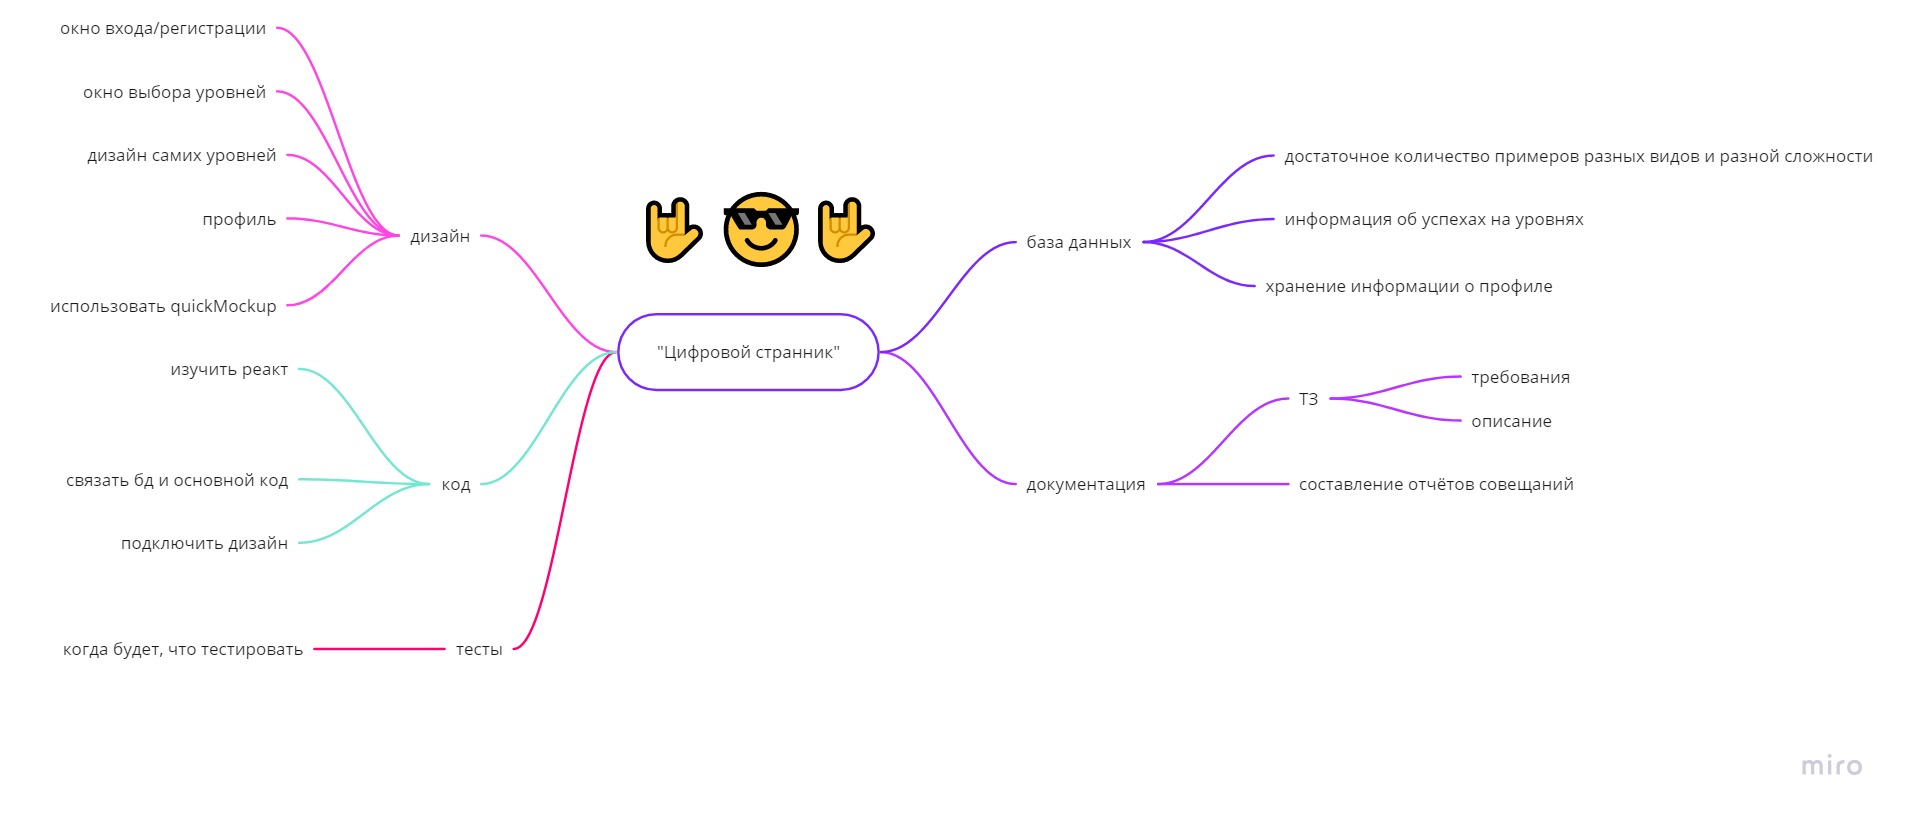 окно входа/регистрации
окно выбора уровней
дизайн самих уровней
профиль
использовать quickMockup
дизайн
изучить реакт
связать бд и основной код
подключить дизайн
код
когда будет, что тестировать
тесты
"Цифровой странник"
база данных
достаточное количество примеров разных видов и разной сложности
информация об успехах на уровнях
хранение информации о профиле
документация
ТЗ
требования
описание
составление отчётов совещаний
miro